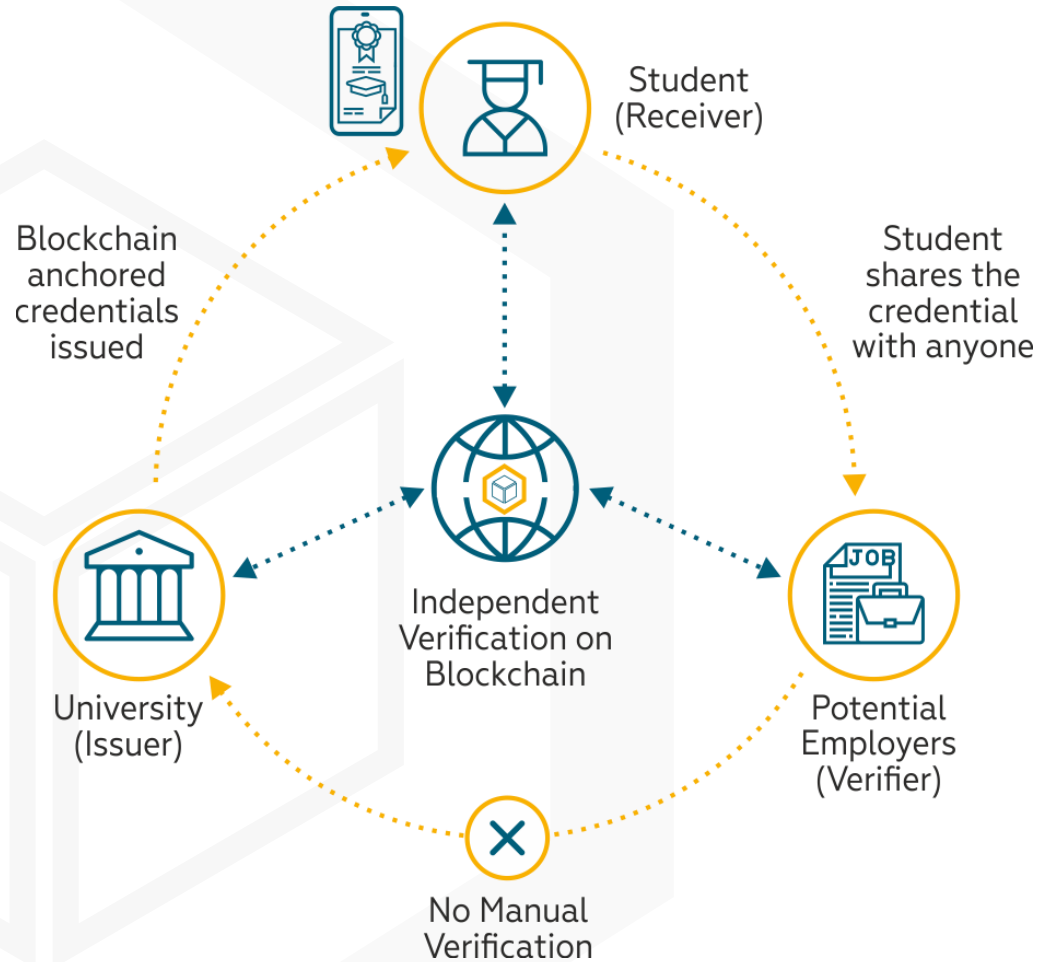 Student
(Receiver)
Blockchain
anchored
credentials
issued
Student
shares the
credential
with anyone
JOB
Independent
Verification on
Blockchain
University
(Issuer)
Potential
Employers
(Verifier)
No Manual
Verification